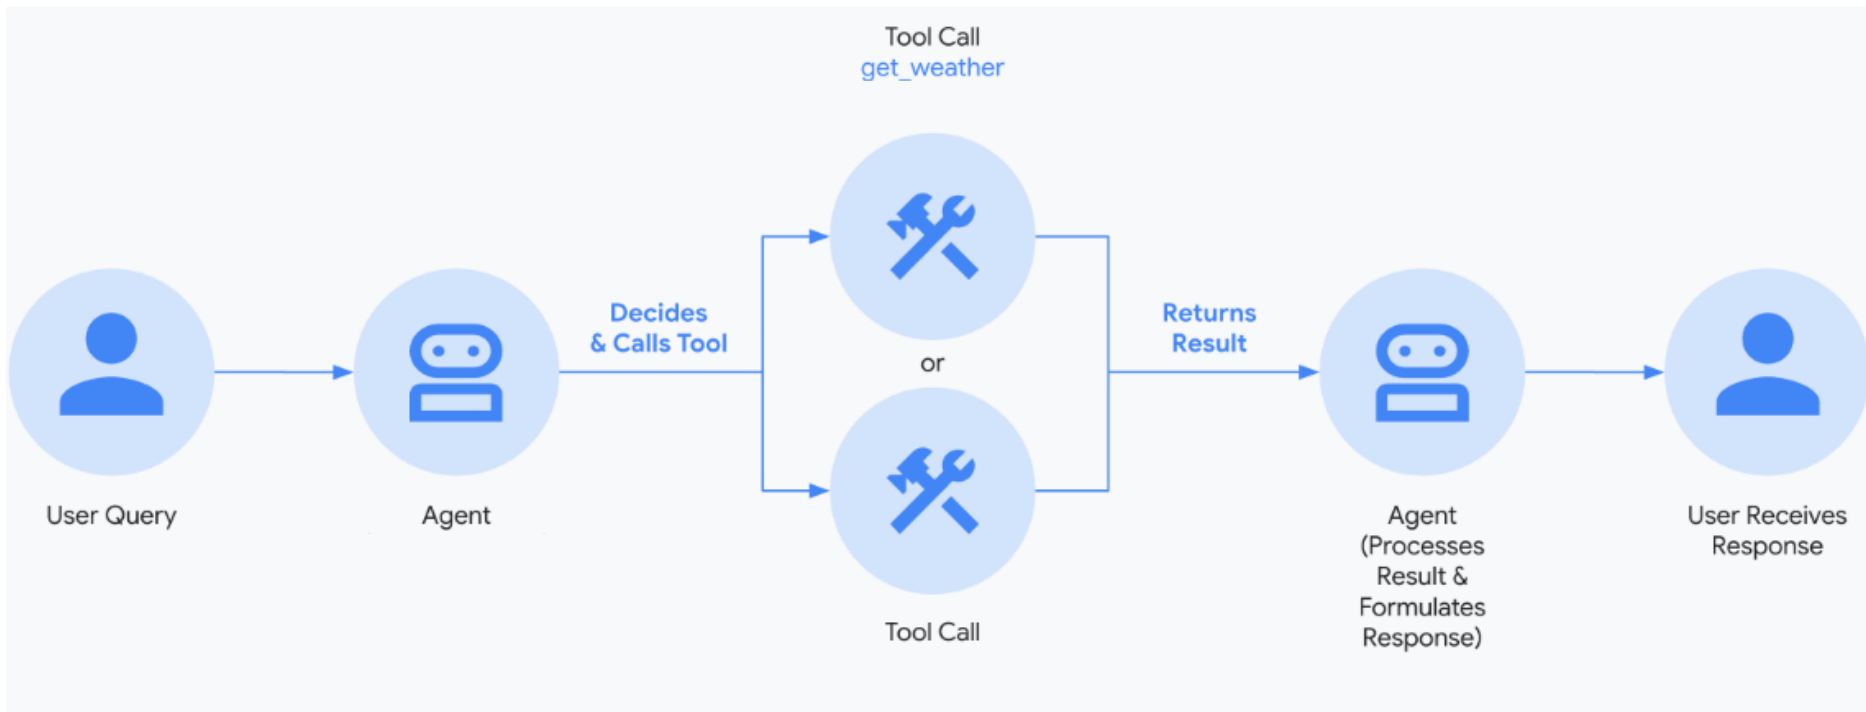 Tool Call
get_weather
Decides
& Calls Tool
Returns
Result
or
User Query
Agent
Tool Call
Agent
(Processes
Result &
Formulates
Response)
User Receives
Response